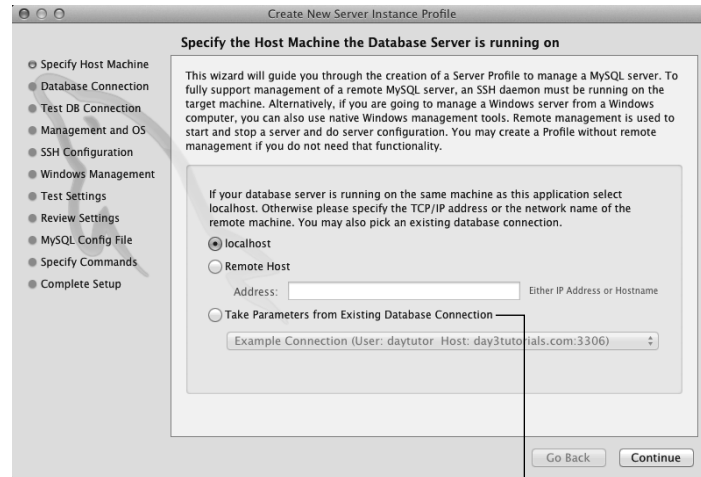 Create New Server Instance Profile
Specify the Host Machine the Database Server is running on
Specify Host Machine
Database Connection
Test DB Connection
Management and OS
SSH Configuration
Windows Management
Test Settings
Review Settings
MySQL Config File
Specify Commands
Complete Setup
This wizard will guide you through the creation of a Server Profile to manage a MySQL server. To
fully support management of a remote MySQL server, an SSH daemon must be running on the
target machine. Alternatively, if you are going to manage a Windows server from a Windows
computer, you can also use native Windows management tools. Remote management is used to
start and stop a server and do server configuration. You may create a Profile without remote
management if you do not need that functionality.
If your database server is running on the same machine as this application select
localhost. Otherwise please specify the TCP/IP address or the network name of the
remote machine. You may also pick an existing database connection.
localhost
Remote Host
Address: Either IP Address or Hostname
Take Parameters from Existing Database Connection
Example Connection (User: daytutor Host: day3tutorials.com:3306)
Go Back Continue